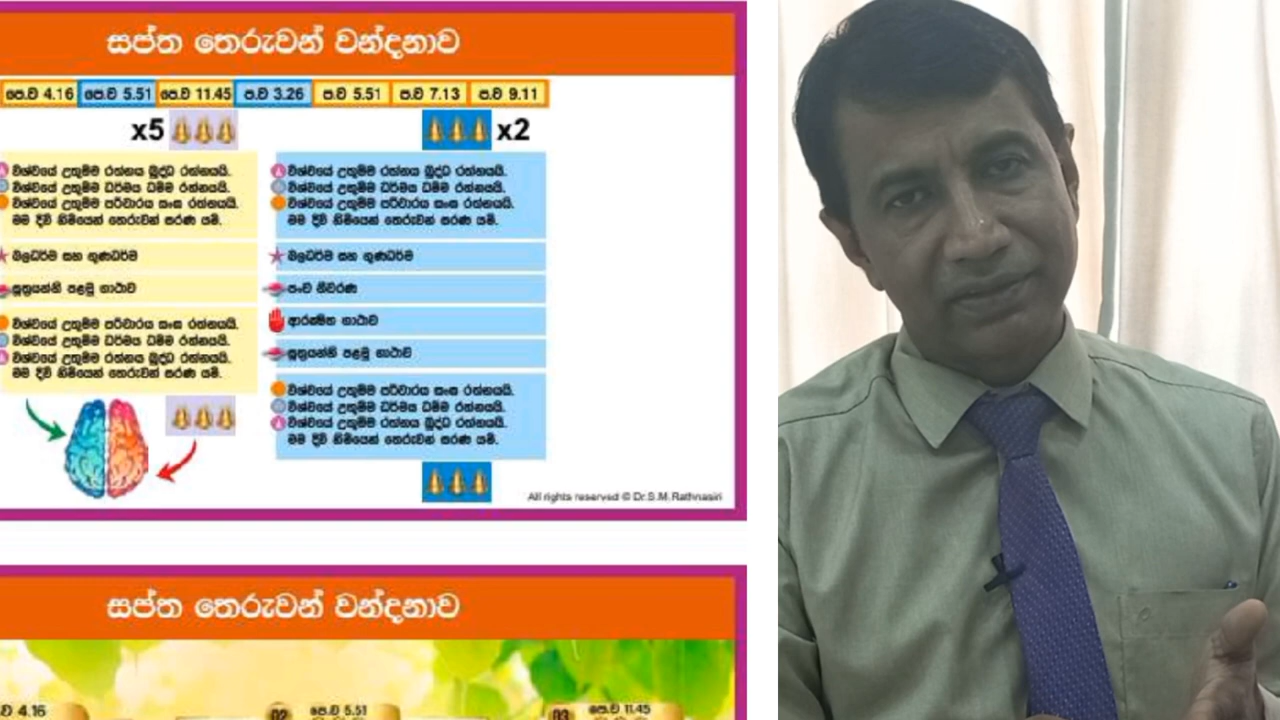 සප්ත තෙරුවන් වන්දනාව
පෙ.ව 4.16 පෙ.ව 5.51 පෙ.ව 11.45 ප.ව 3.26 ප.ව 5.51 ප.ව 7.13 ප.ව 9.11
x5
x2
විශ්වයේ උතුම්ම රත්නය බුද්ධ රත්නයයි.
විශ්වයේ උතුම්ම ධර්මය ධම්ම රත්නයයි.
විශ්වයේ උතුම්ම පරිවාරය සංඝ රත්නයයි.
මම දිවි හිමියෙන් තෙරුවන් සරණ යමි.
බලධර්ම සහ ගුණධර්ම
සූත්‍රයන්හි පළමු ගාථාව
විශ්වයේ උතුම්ම පරිවාරය සංඝ රත්නයයි.
විශ්වයේ උතුම්ම ධර්මය ධම්ම රත්නයයි.
විශ්වයේ උතුම්ම රත්නය බුද්ධ රත්නයයි.
මම දිවි හිමියෙන් තෙරුවන් සරණ යමි.
විශ්වයේ උතුම්ම රත්නය බුද්ධ රත්නයයි.
විශ්වයේ උතුම්ම ධර්මය ධම්ම රත්නයයි.
විශ්වයේ උතුම්ම පරිවාරය සංඝ රත්නයයි.
මම දිවි හිමියෙන් තෙරුවන් සරණ යමි.
බලධර්ම සහ ගුණධර්ම
පංච නීවරණ
ආරක්ෂිත ගාථාව
සූත්‍රයන්හි පළමු ගාථාව
විශ්වයේ උතුම්ම පරිවාරය සංඝ රත්නයයි.
විශ්වයේ උතුම්ම ධර්මය ධම්ම රත්නයයි.
විශ්වයේ උතුම්ම රත්නය බුද්ධ රත්නයයි.
මම දිවි හිමියෙන් තෙරුවන් සරණ යමි.
All rights reserved © Dr.S.M.Rathnasiri
සප්ත තෙරුවන් වන්දනාව
ව 4.16 02 පෙ.ව 5.51 03 පෙ.ව 11.45